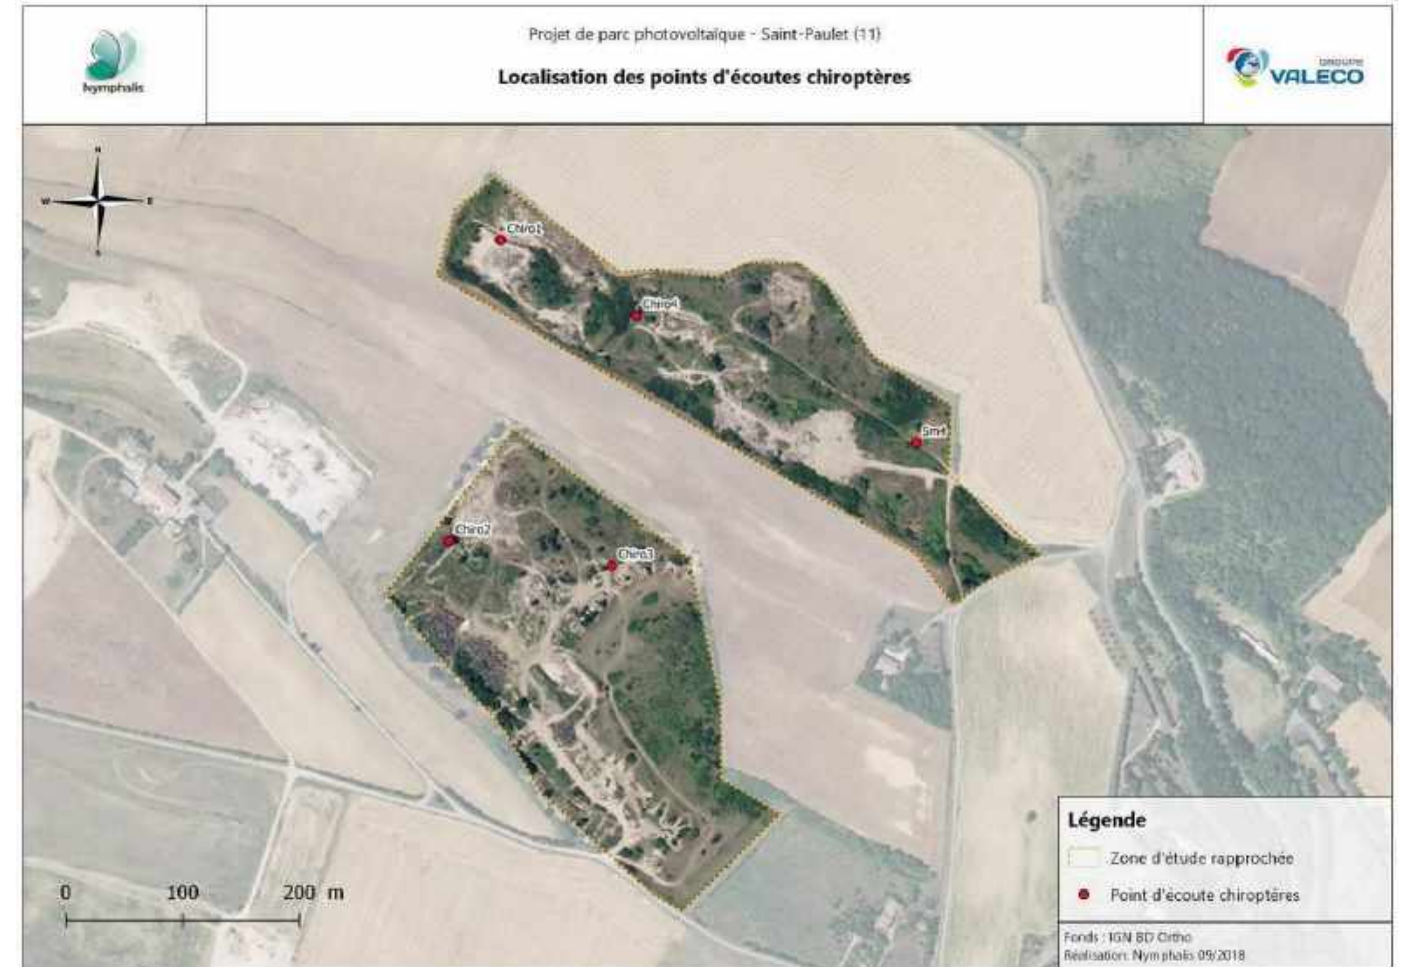 Nymphalis
Projet de parc photovoltaïque - Saint-Paulet (11)
Localisation des points d'écoutes chiroptères
GROUPE
VALECO
N
W
E
S
Chiro1
Chiro4
Sm4
Chiro2
Chiro3
0 100 200 m
Légende
Zone d'étude rapprochée
Point d'écoute chiroptères
Fonds : IGN BD Ortho
Réalisation: Nymphalis 09/2018